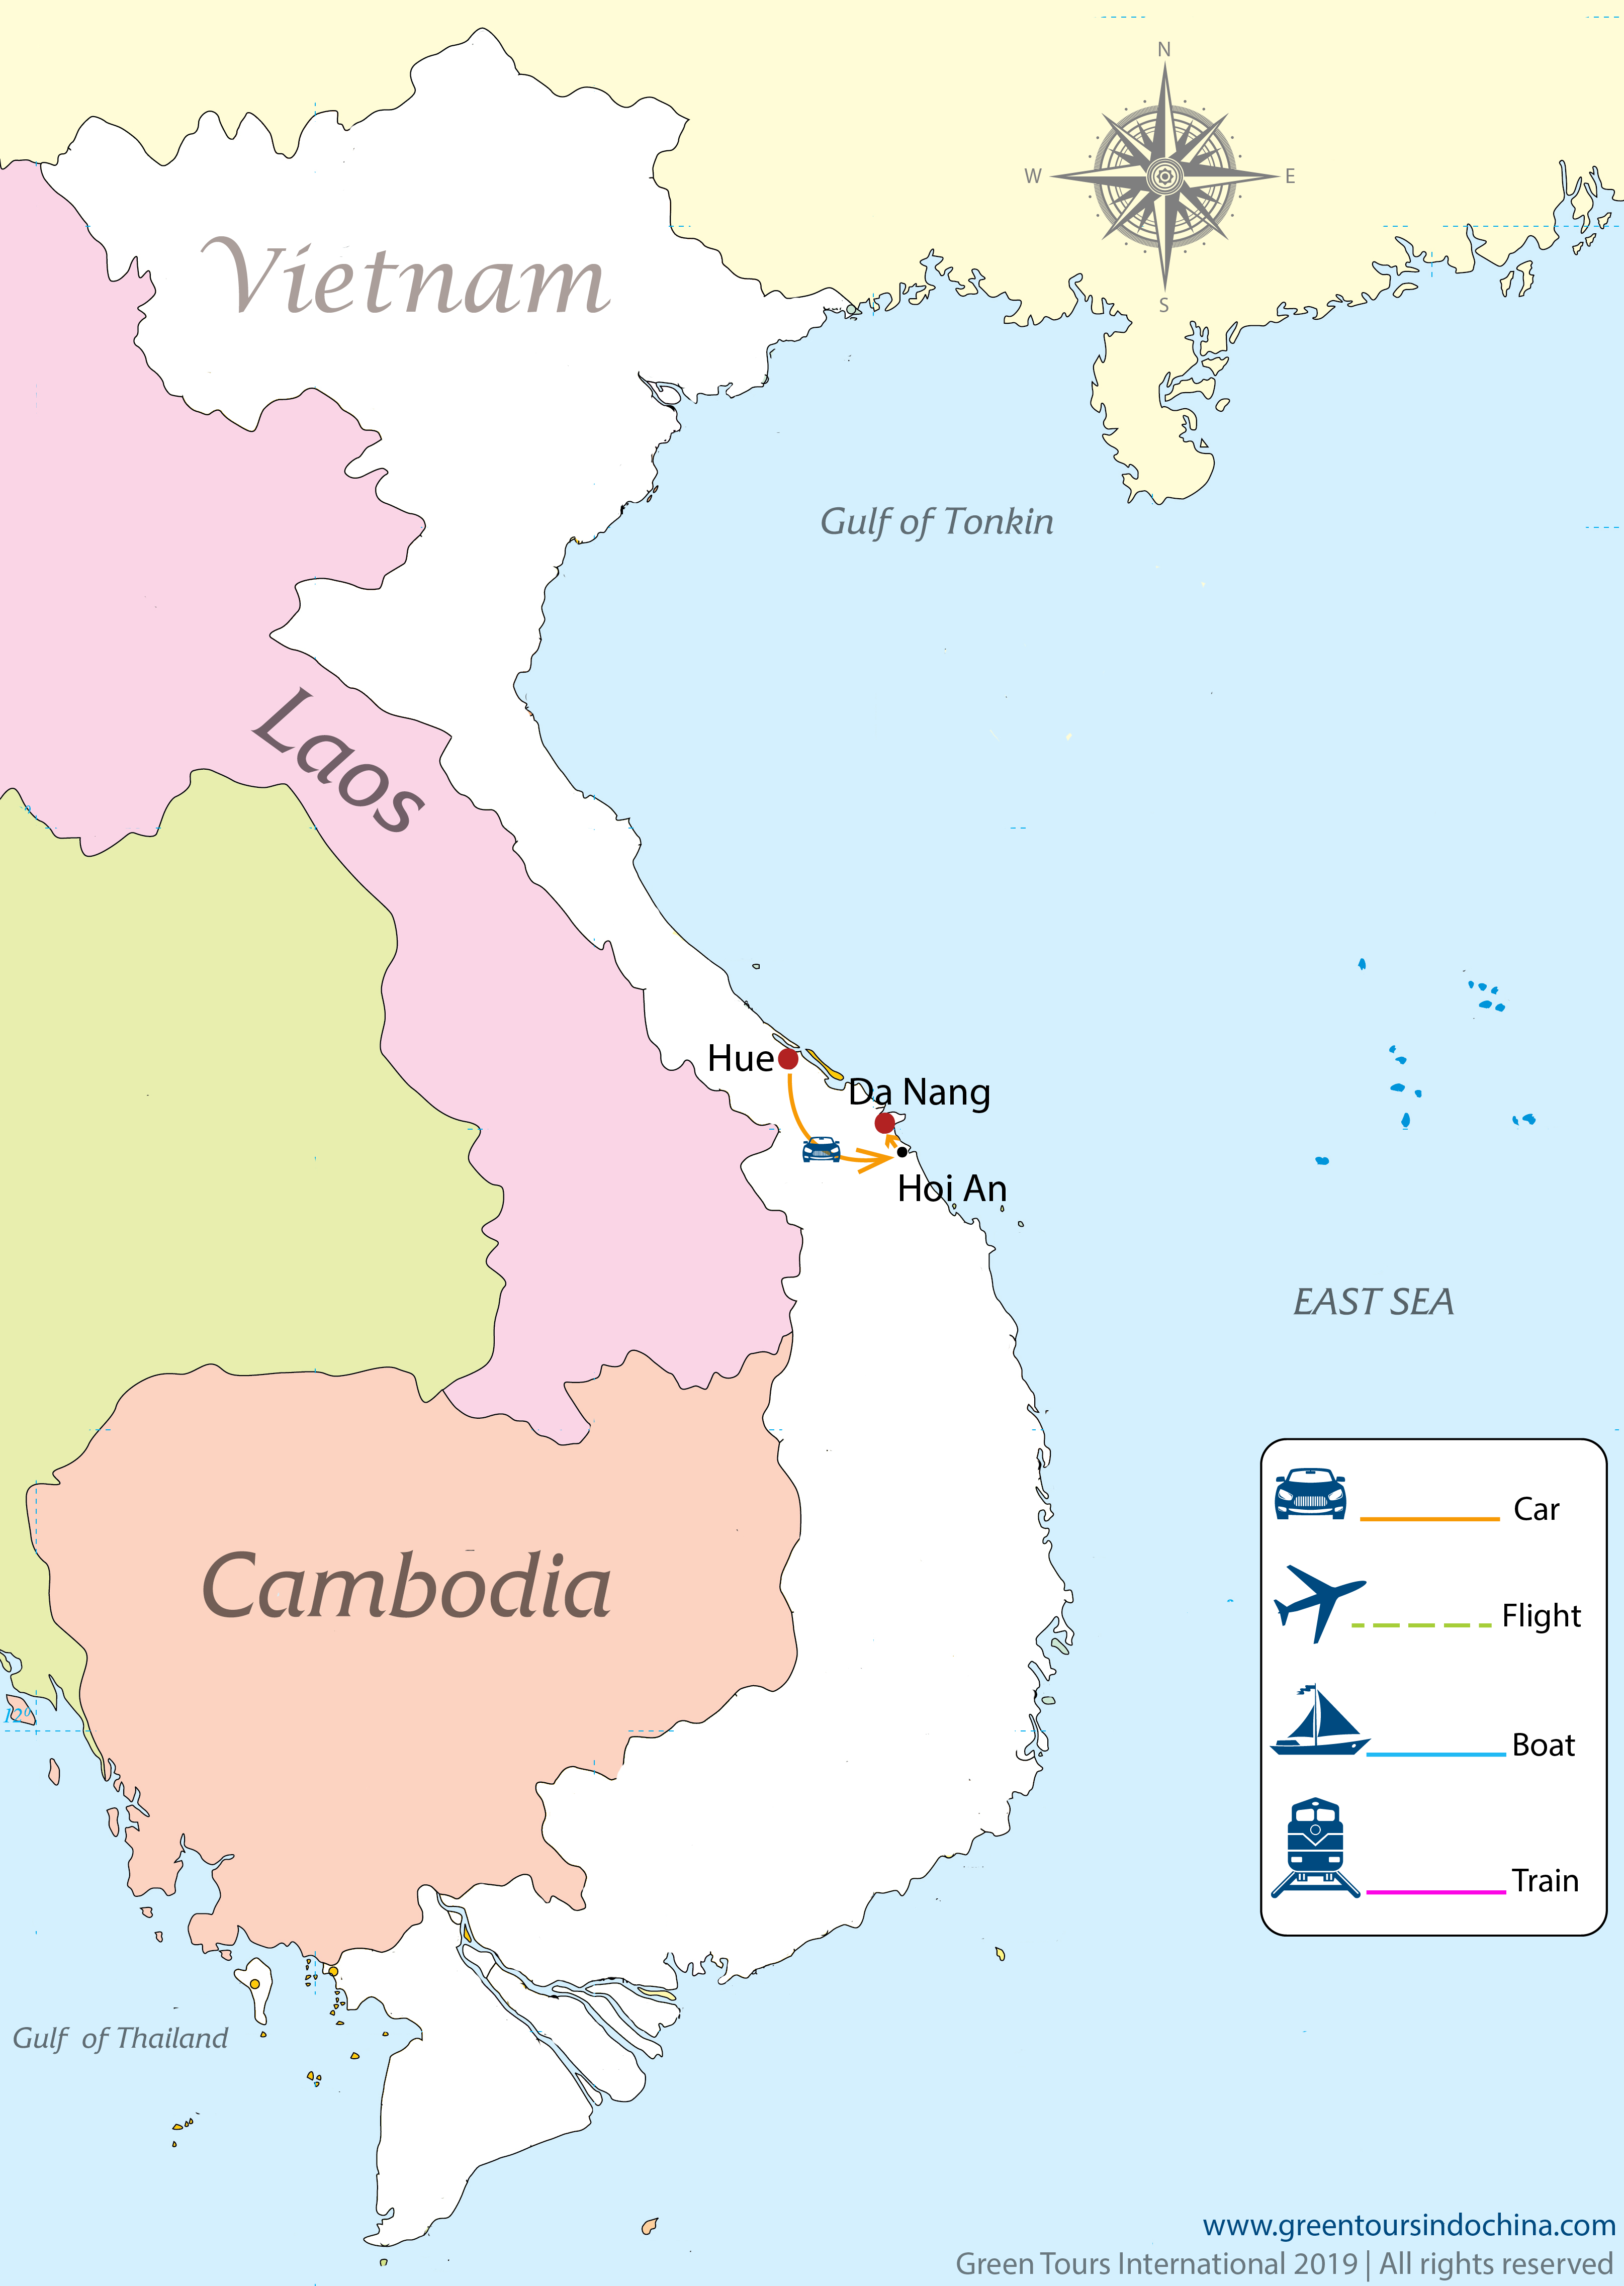 N
W
E
S
Vietnam
Gulf of Tonkin
Laos
Hue
Da Nang
Hoi An
EAST SEA
Car
Cambodia
Flight
12⁰
Boat
Train
Gulf of Thailand
www.greentoursindochina.com
Green Tours International 2019 | All rights reserved